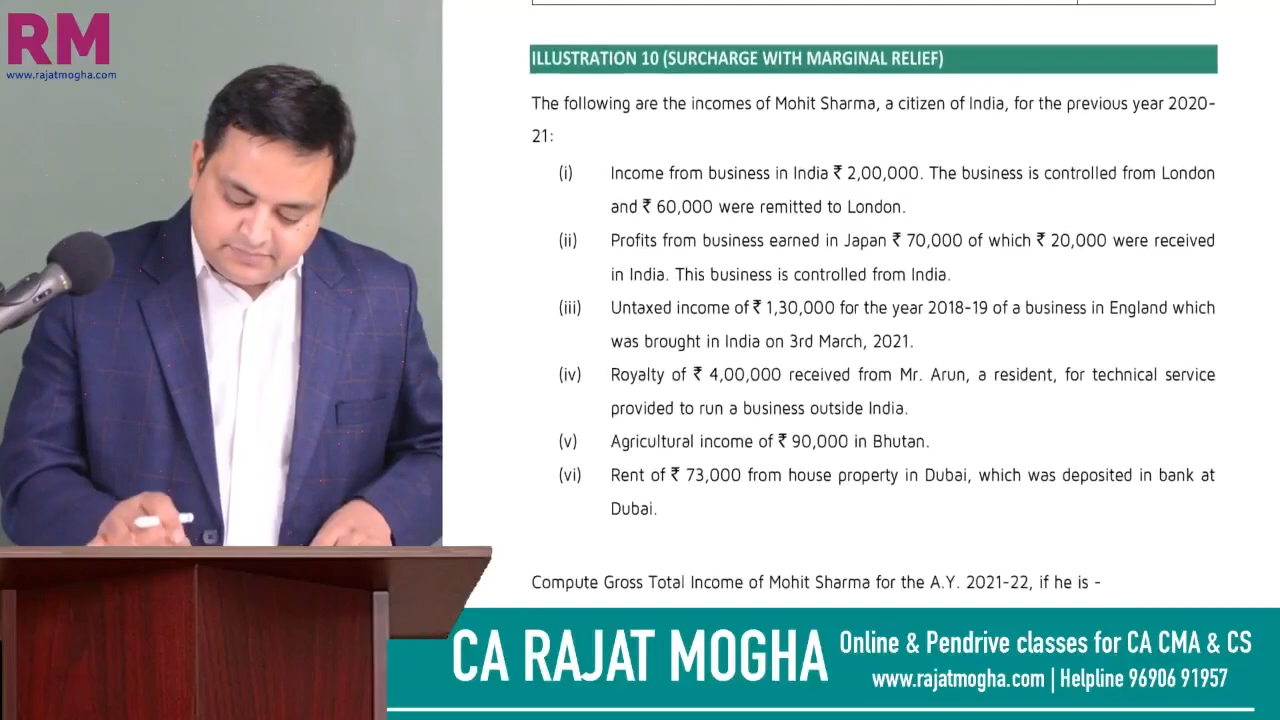 RM
www.rajatmogha.com
ILLUSTRATION 10 (SURCHARGE WITH MARGINAL RELIEF)
The following are the incomes of Mohit Sharma, a citizen of India, for the previous year 2020-
21:
(i) Income from business in India ₹ 2,00,000. The business is controlled from London
and ₹ 60,000 were remitted to London.
(ii) Profits from business earned in Japan ₹ 70,000 of which ₹ 20,000 were received
in India. This business is controlled from India.
(iii) Untaxed income of ₹ 1,30,000 for the year 2018-19 of a business in England which
was brought in India on 3rd March, 2021.
(iv) Royalty of ₹ 4,00,000 received from Mr. Arun, a resident, for technical service
provided to run a business outside India.
(v) Agricultural income of ₹ 90,000 in Bhutan.
(vi) Rent of ₹ 73,000 from house property in Dubai, which was deposited in bank at
Dubai.
Compute Gross Total Income of Mohit Sharma for the A.Y. 2021-22, if he is -
CA RAJAT MOGHA
Online & Pendrive classes for CA CMA & CS
www.rajatmogha.com | Helpline 96906 91957